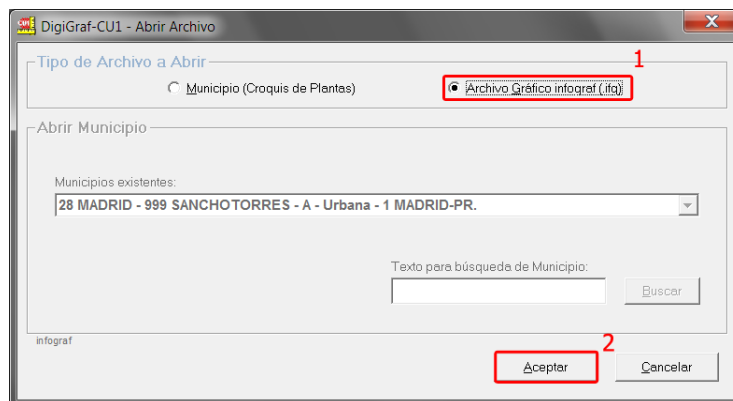 DigiGraf-CU1 - Abrir Archivo
Tipo de Archivo a Abrir
1
Municipio (Croquis de Plantas)
Archivo Gráfico infograf (.ifg)
Abrir Municipio
Municipios existentes:
28 MADRID - 999 SANCHOTORRES - A - Urbana - 1 MADRID-PR.
Texto para búsqueda de Municipio:
Buscar
infograf
2
Aceptar
Cancelar